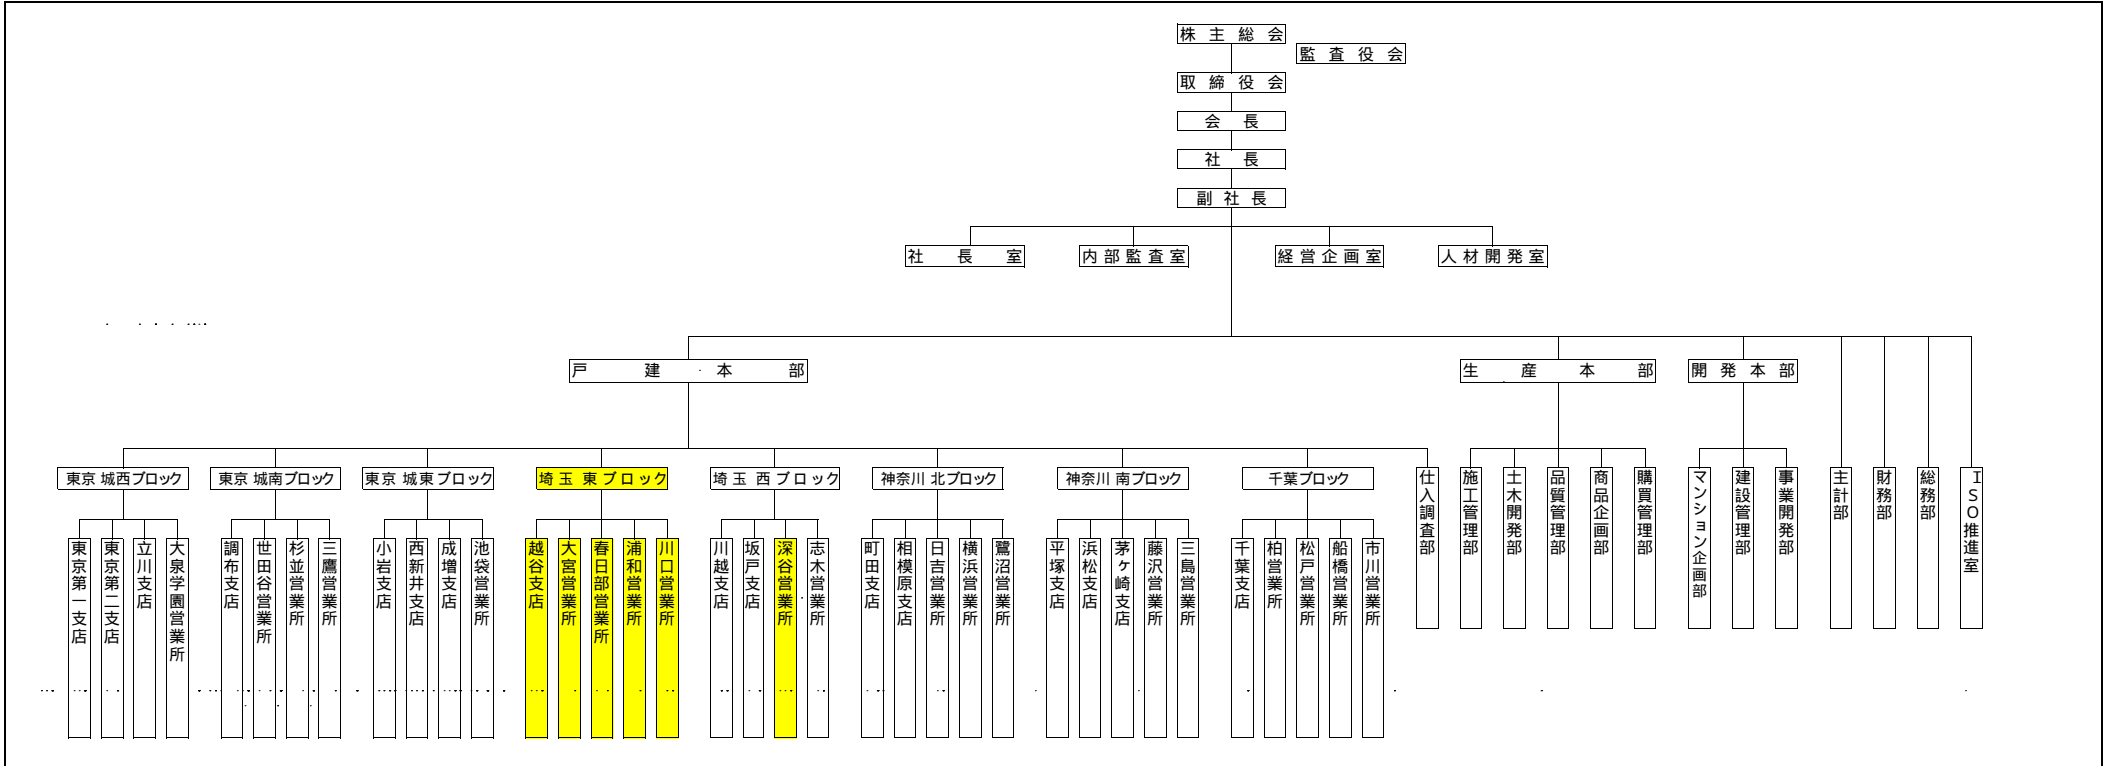 株主総会
監査役会
取締役会
会長
社長
副社長
社長室
内部監査室
経営企画室
人材開発室
戸建本部
生産本部
開発本部
東京 城西ブロック
東京 城南ブロック
東京 城東ブロック
埼玉 東ブロック
埼玉 西ブロック
神奈川 北ブロック
神奈川 南ブロック
千葉ブロック
仕入調査部
施工管理部
土木開発部
品質管理部
商品企画部
購買管理部
マンション企画部
建設管理部
事業開発部
主計部
財務部
総務部
ＩＳＯ推進室
東京第一支店
東京第二支店
立川支店
大泉学園営業所
調布支店
世田谷営業所
杉並営業所
三鷹営業所
小岩支店
西新井支店
成増支店
池袋営業所
越谷支店
大宮営業所
春日部営業所
浦和営業所
川口営業所
川越支店
坂戸支店
深谷営業所
志木営業所
町田支店
相模原支店
日吉営業所
横浜営業所
鷺沼営業所
平塚支店
浜松支店
茅ヶ崎支店
藤沢営業所
三島営業所
千葉支店
柏営業所
松戸営業所
船橋営業所
市川営業所